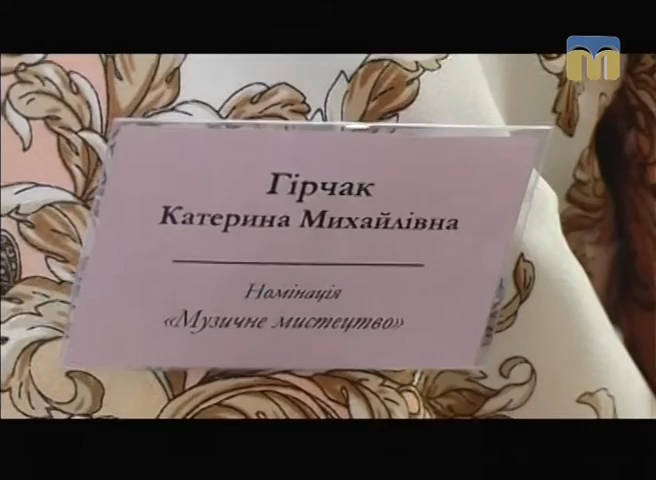 Гірчак
Катерина Михайлівна
Номінація
«Музичне мистецтво»